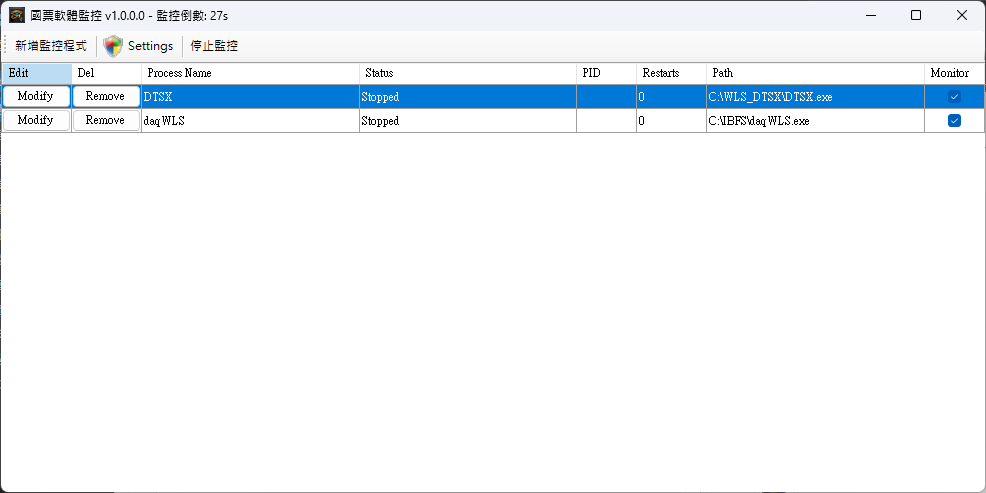 國票軟體監控 v1.0.0.0 - 監控倒數: 27s
新增監控程式 Settings 停止監控
Edit Del Process Name Status PID Restarts Path Monitor
Modify Remove DTSX Stopped 0 C:\WLS_DTSX\DTSX.exe
Modify Remove daqWLS Stopped 0 C:\IBFS\daqWLS.exe